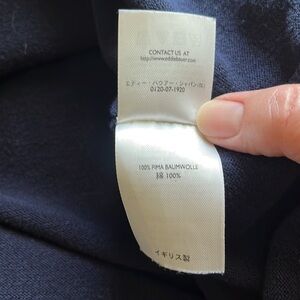 CONTACT US AT
http://www.eddiebauer.com
エディー・バウアー・ジャパン(株)
0120-07-1920
100% PIMA BAUMWOLLE
綿 100%
イギリス製